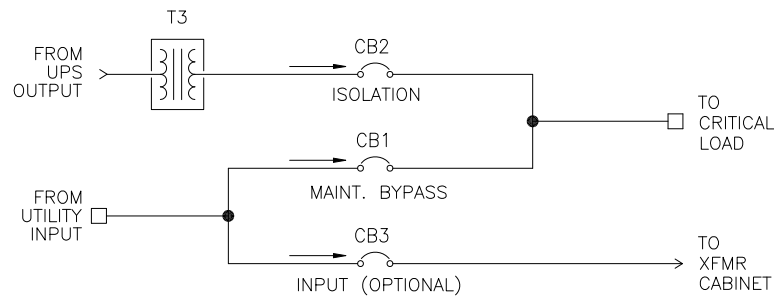 T3
FROM
UPS
OUTPUT
CB2
ISOLATION
TO
CRITICAL
LOAD
CB1
MAINT. BYPASS
FROM
UTILITY
INPUT
CB3
INPUT (OPTIONAL)
TO
XFMR
CABINET